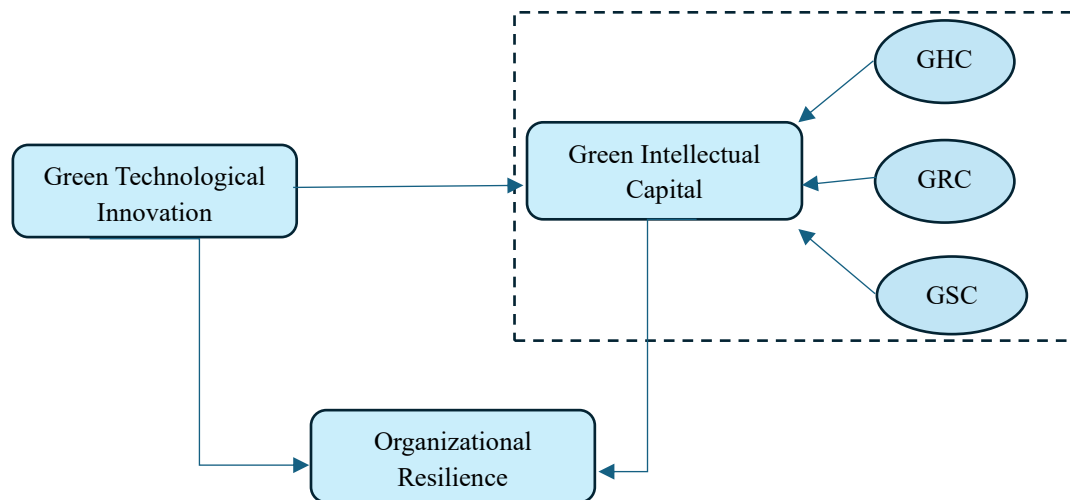 GHC
Green Intellectual
Capital
Green Technological
Innovation
GRC
GSC
Organizational
Resilience